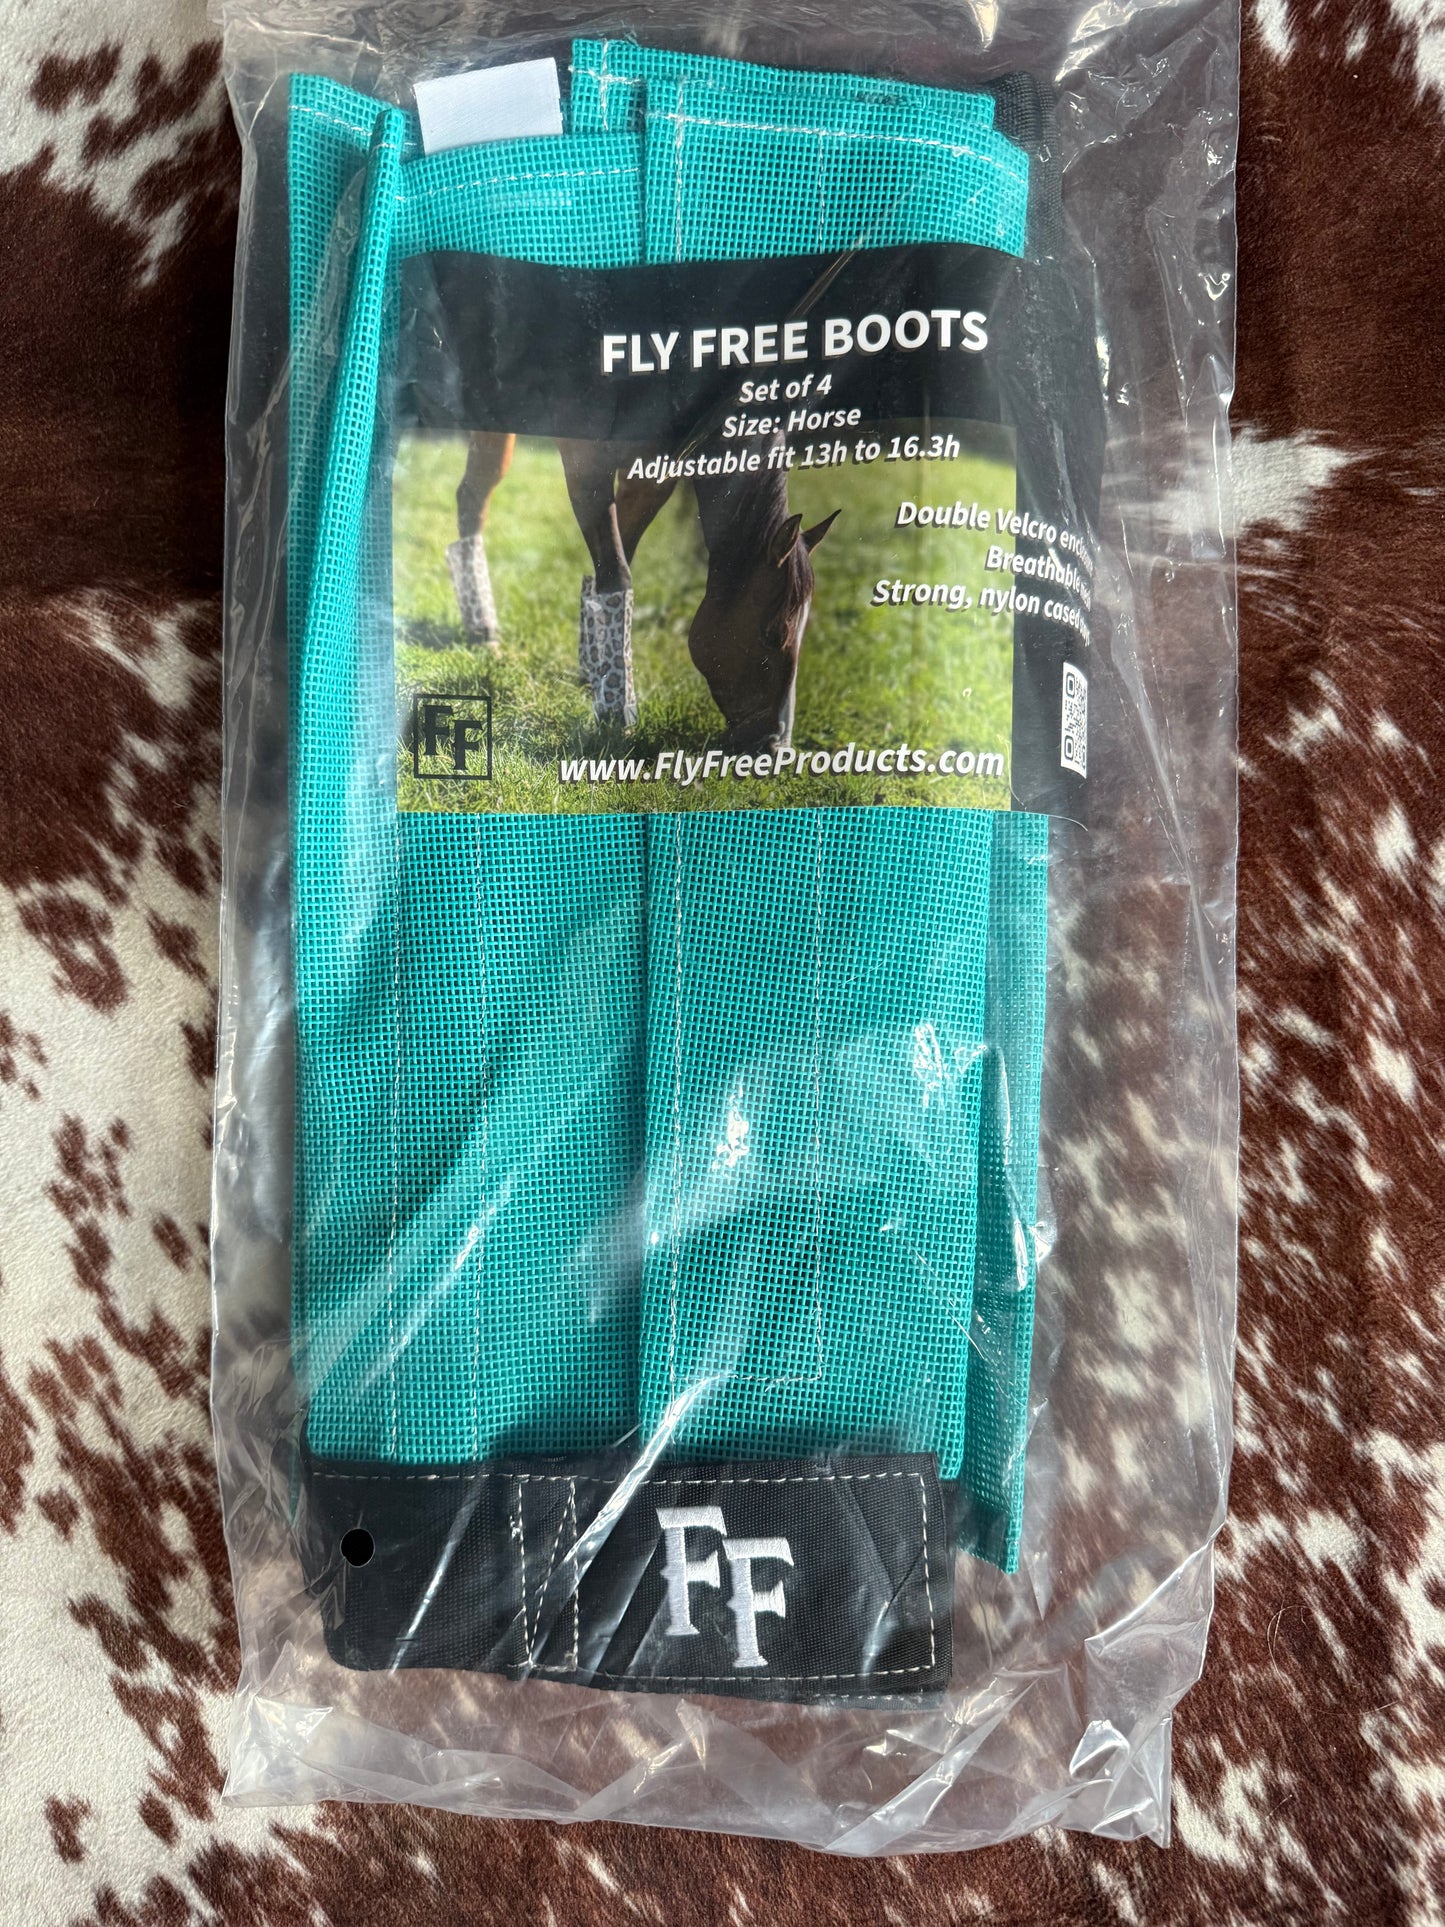 FLY FREE BOOTS
Set of 4
Size: Horse
Adjustable fit 13h to 16.3h
Double Velcro
Breathable
Strong, nylon cased
FF
www.FlyFreeProducts.com
FF